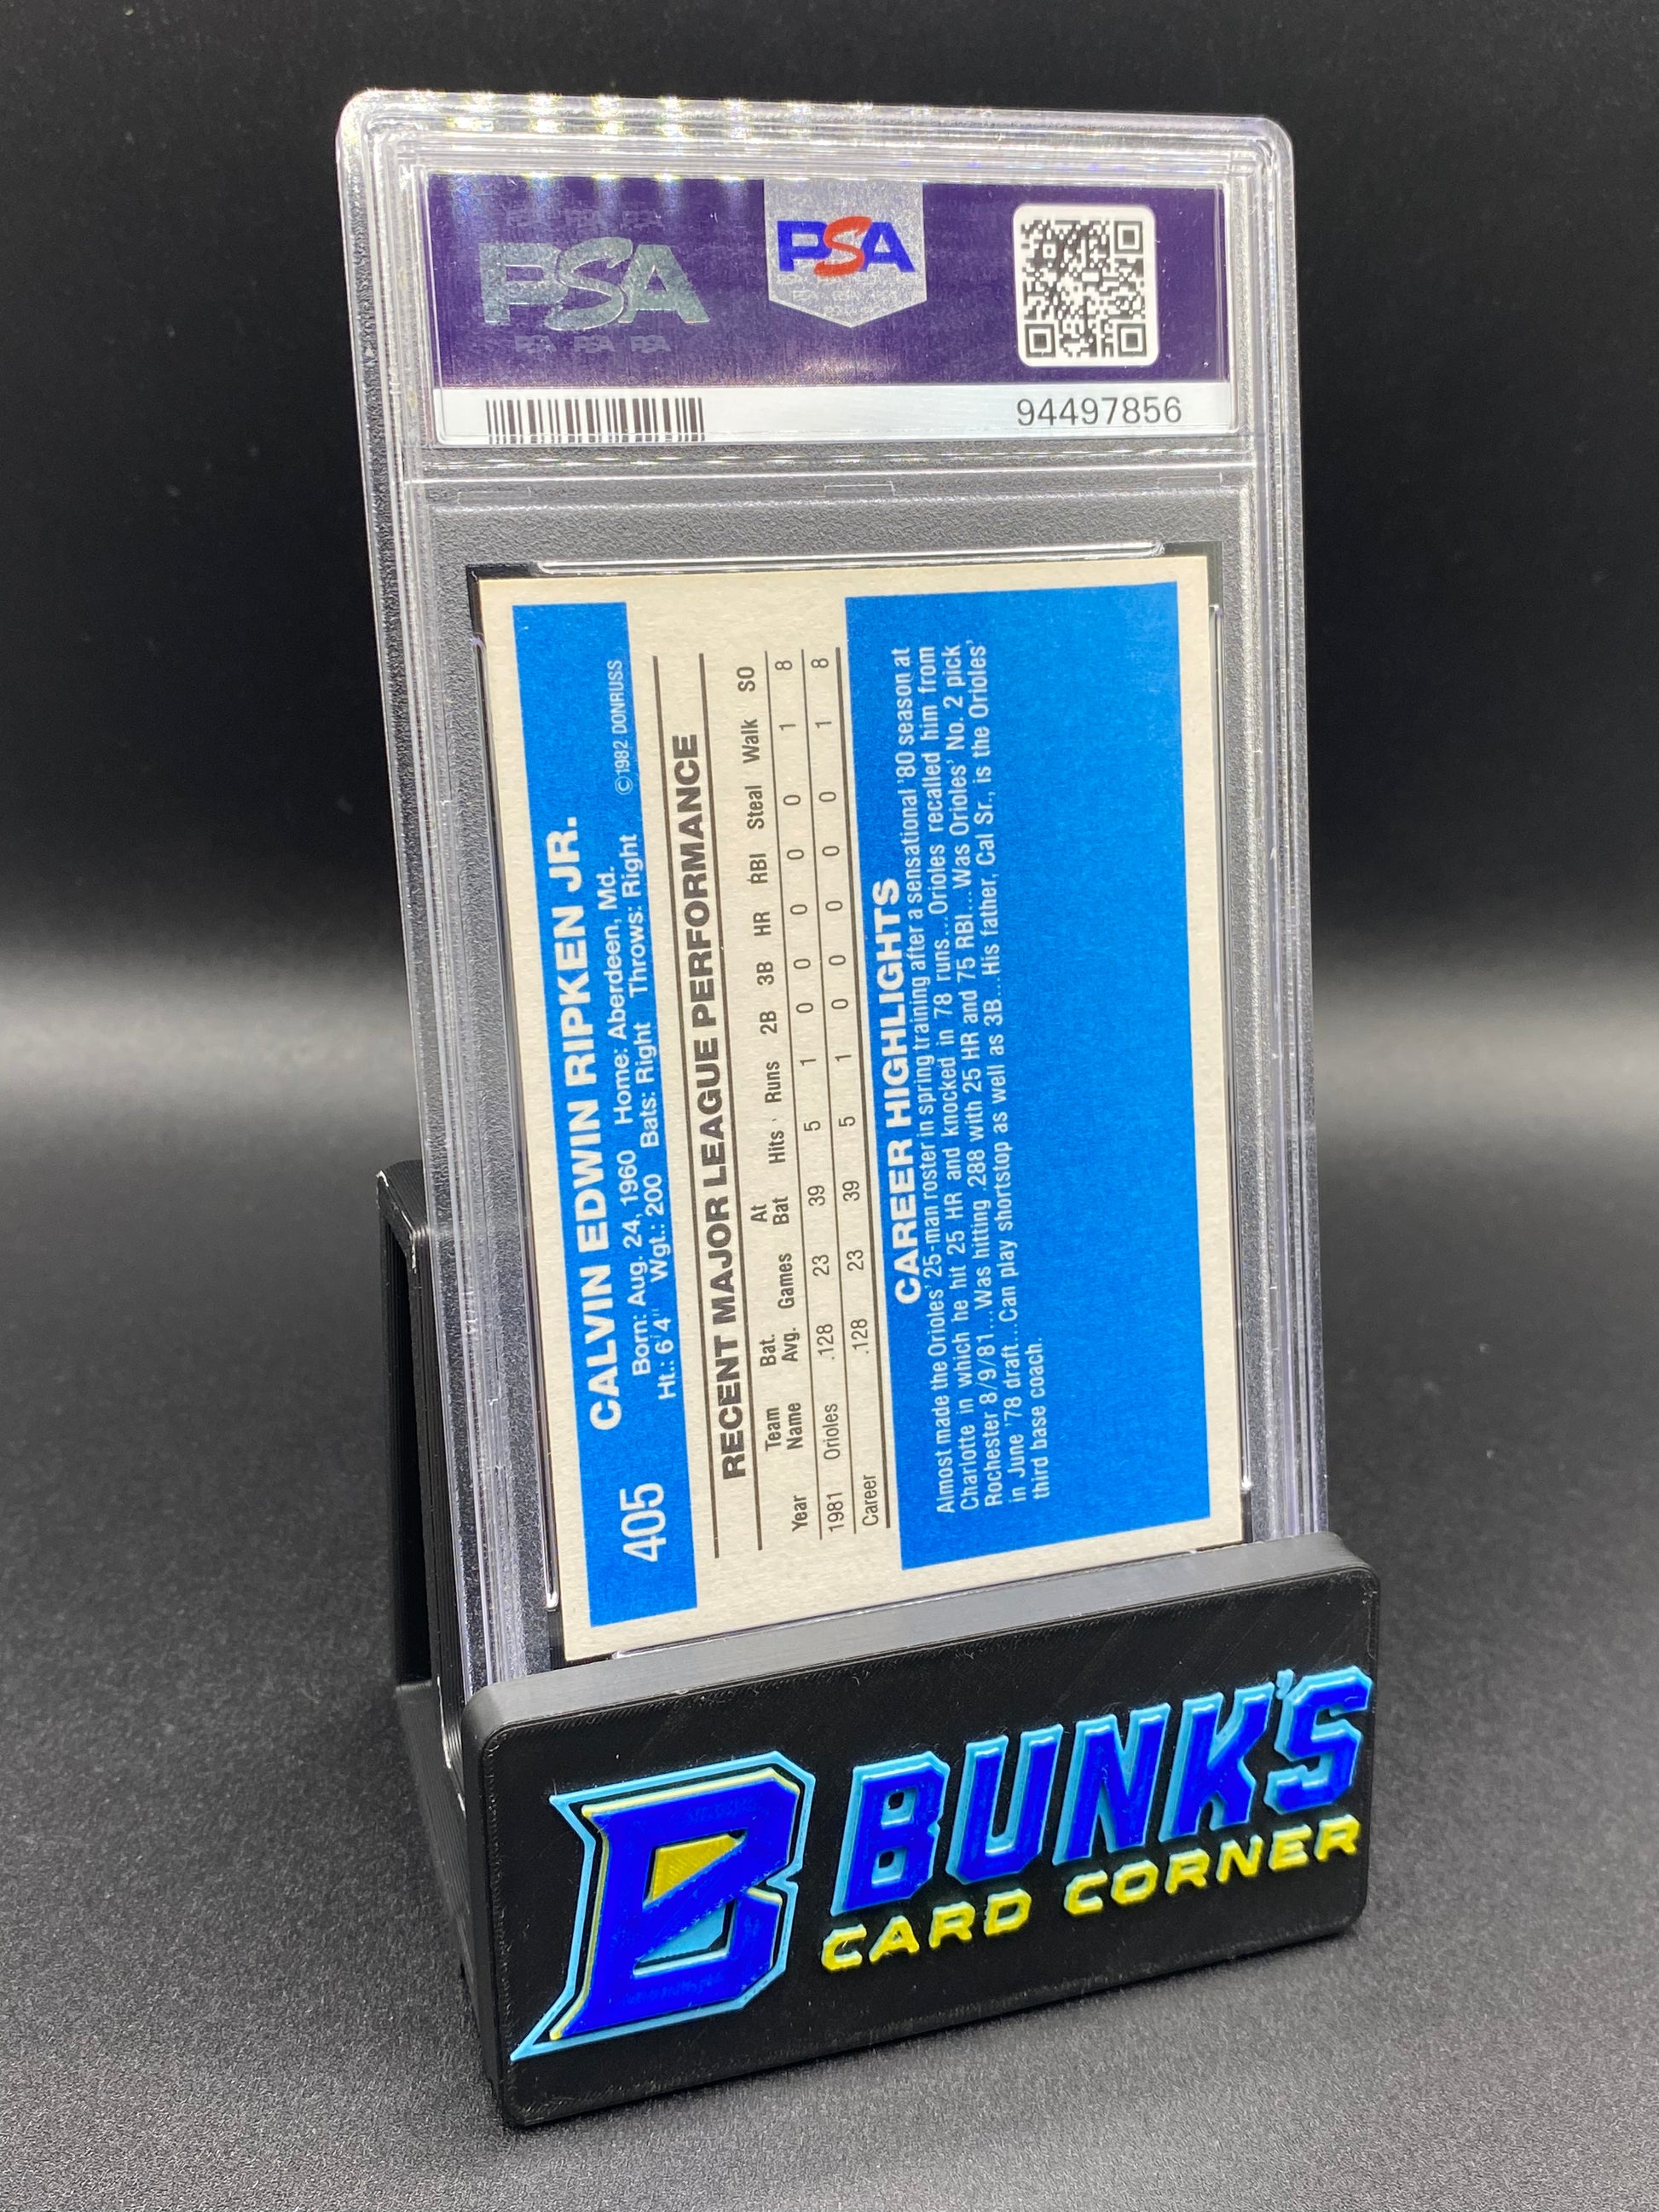 PSA
PSA PSA PSA
PSA
94497856
405 CALVIN EDWIN RIPKEN JR.
Born: Aug. 24, 1960 Home: Aberdeen, Md. ©1982 DONRUSS
Ht.: 6'4" Wgt.: 200 Bats: Right Throws: Right
RECENT MAJOR LEAGUE PERFORMANCE
Year Team Name Bat. Avg. Games At Bat Hits Runs 2B 3B HR RBI Steal Walk SO
1981 Orioles .128 23 39 5 1 0 0 0 0 0 1 8
Career .128 23 39 5 1 0 0 0 0 0 1 8
CAREER HIGHLIGHTS
Almost made the Orioles' 25-man roster in spring training after a sensational '80 season at
Charlotte in which he hit 25 HR and knocked in 78 runs...Orioles recalled him from
Rochester 8/9/81...Was hitting .288 with 25 HR and 75 RBI...Was Orioles' No. 2 pick
in June '78 draft...Can play shortstop as well as 3B...His father, Cal Sr., is the Orioles'
third base coach.
B BUNK'S
CARD CORNER